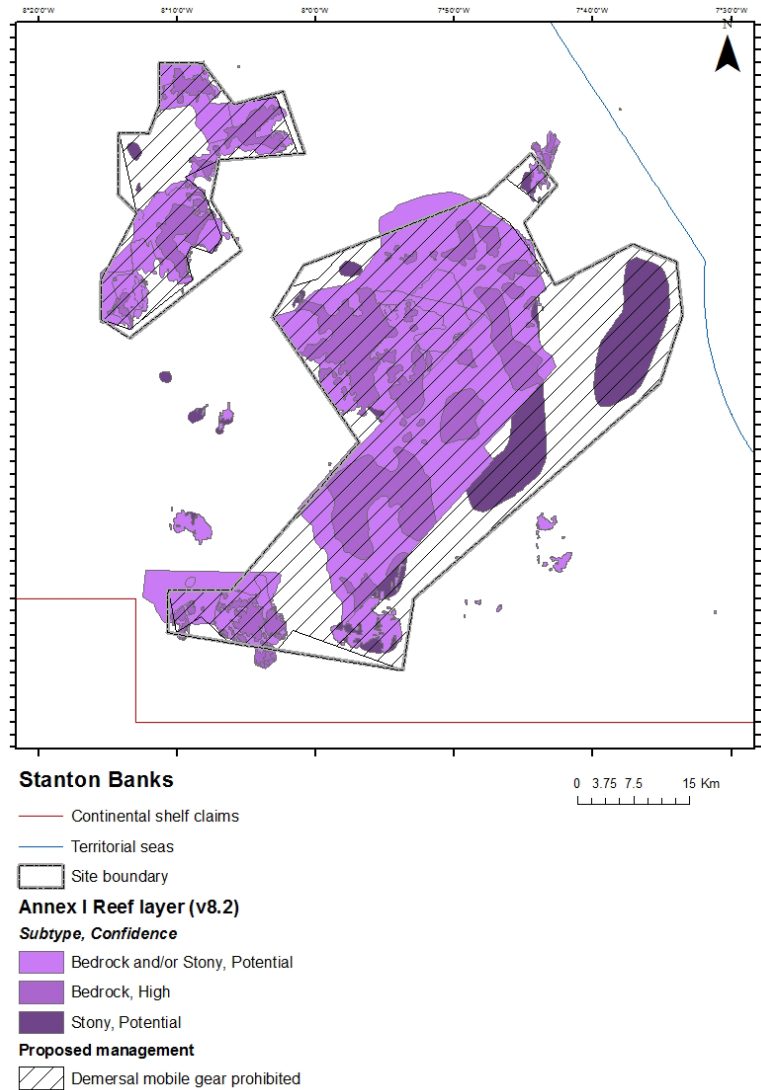 8°20'0"W 8°10'0"W 8°0'0"W 7°50'0"W 7°40'0"W 7°30'0"W
N
Stanton Banks
0 3.75 7.5 15 Km
Continental shelf claims
Territorial seas
Site boundary
Annex I Reef layer (v8.2)
Subtype, Confidence
Bedrock and/or Stony, Potential
Bedrock, High
Stony, Potential
Proposed management
Demersal mobile gear prohibited